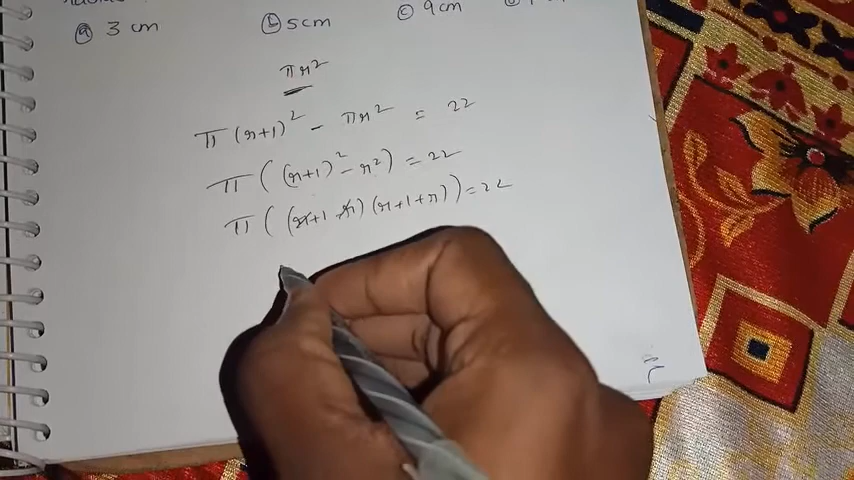 ⓐ 3 cm ⓑ 5cm ⓒ 9cm
πr²
π(r+1)² - πr² = 22
π((r+1)² - r²) = 22
π((r+1-r)(r+1+r)) = 22